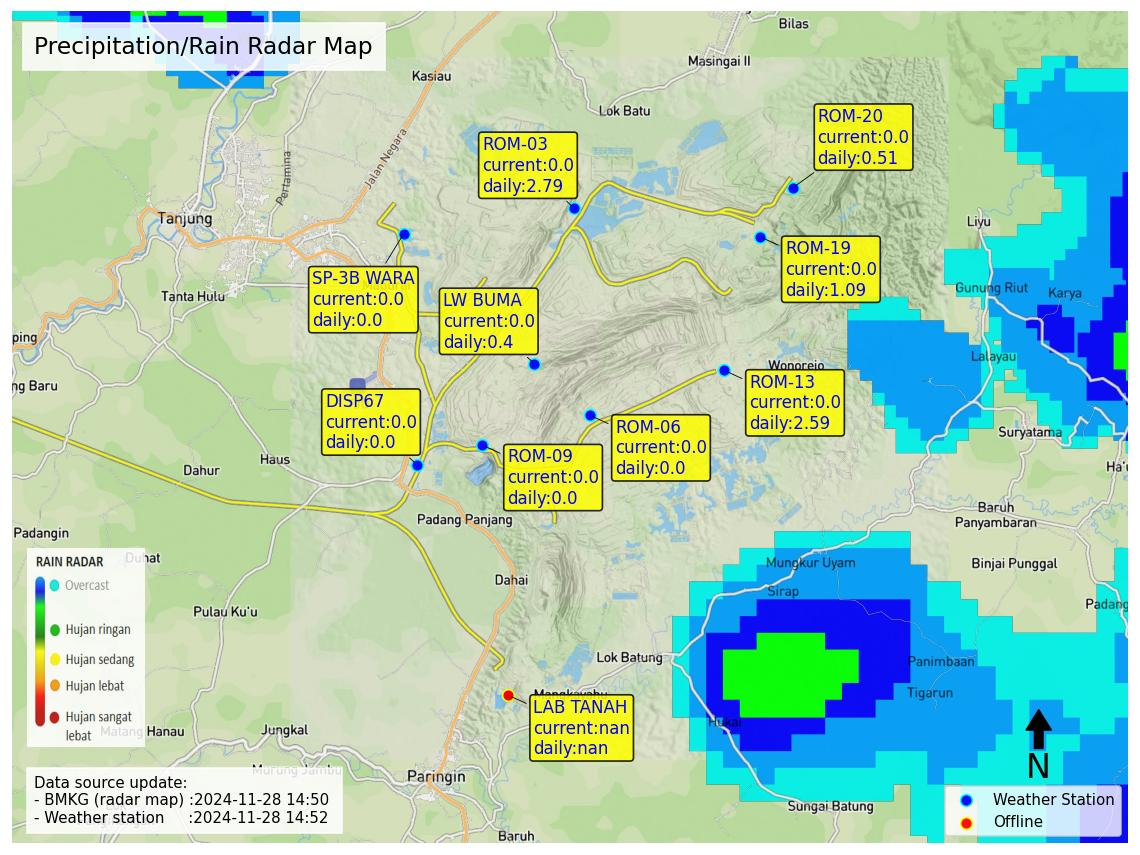 Precipitation/Rain Radar Map
Bilas
Masingai II
Kasiau
Lok Batu
Jalan Negara
Pertamina
Tanjung
Tanta Hulu
ping
ng Baru
ROM-03
current:0.0
daily:2.79
ROM-20
current:0.0
daily:0.51
ROM-19
current:0.0
daily:1.09
SP-3B WARA
current:0.0
daily:0.0
LW BUMA
current:0.0
daily:0.4
Liyu
Gunung Riut
Karya
Lalayau
Wonorejo
ROM-13
current:0.0
daily:2.59
DISP67
current:0.0
daily:0.0
ROM-06
current:0.0
daily:0.0
ROM-09
current:0.0
daily:0.0
Suryatama
Ha'u
Haus
Dahur
Padang Panjang
Baruh
Panyambaran
Padangin
Duhat
Dahai
Mungkur Uyam
Sirap
Binjai Punggal
Padang
Pulau Ku'u
Lok Batung
Panimbaan
Tigarun
Hukai
Mangkayahu
LAB TANAH
current:nan
daily:nan
RAIN RADAR
Overcast
Hujan ringan
Hujan sedang
Hujan lebat
Hujan sangat
lebat
Matang Hanau
Jungkal
Murung Jambu
Paringin
Sungai Batung
Baruh
Data source update:
- BMKG (radar map) :2024-11-28 14:50
- Weather station :2024-11-28 14:52
N
Weather Station
Offline